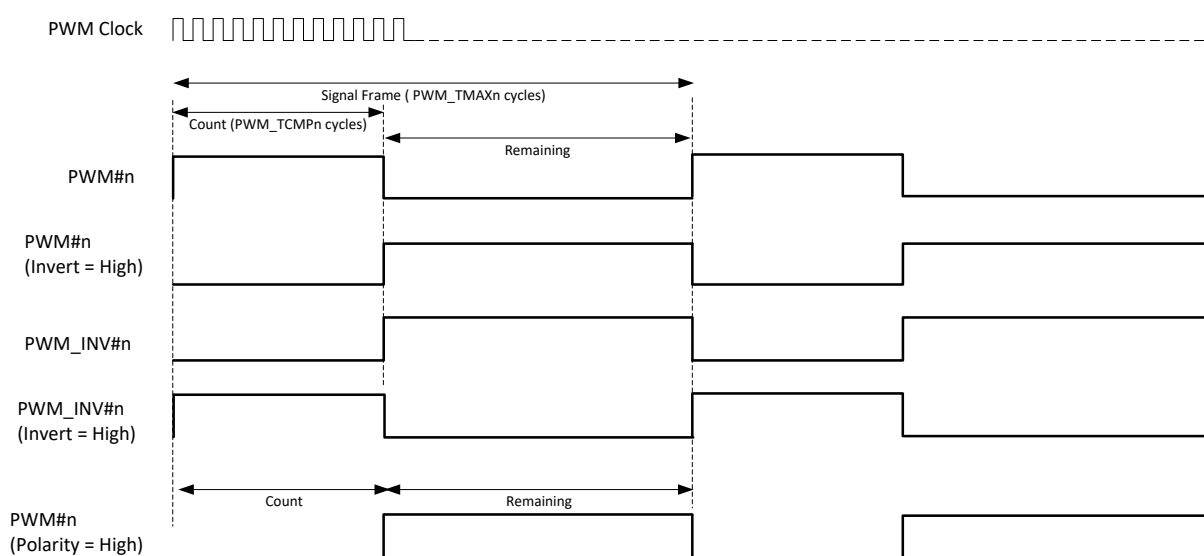 PWM Clock
Signal Frame ( PWM_TMAXn cycles)
Count (PWM_TCMPn cycles)
Remaining
PWM#n
PWM#n
(Invert = High)
PWM_INV#n
PWM_INV#n
(Invert = High)
Count
Remaining
PWM#n
(Polarity = High)